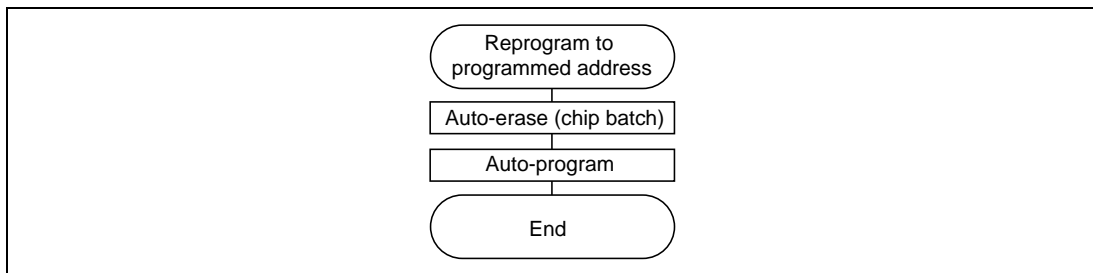 Reprogram to
programmed address
Auto-erase (chip batch)
Auto-program
End